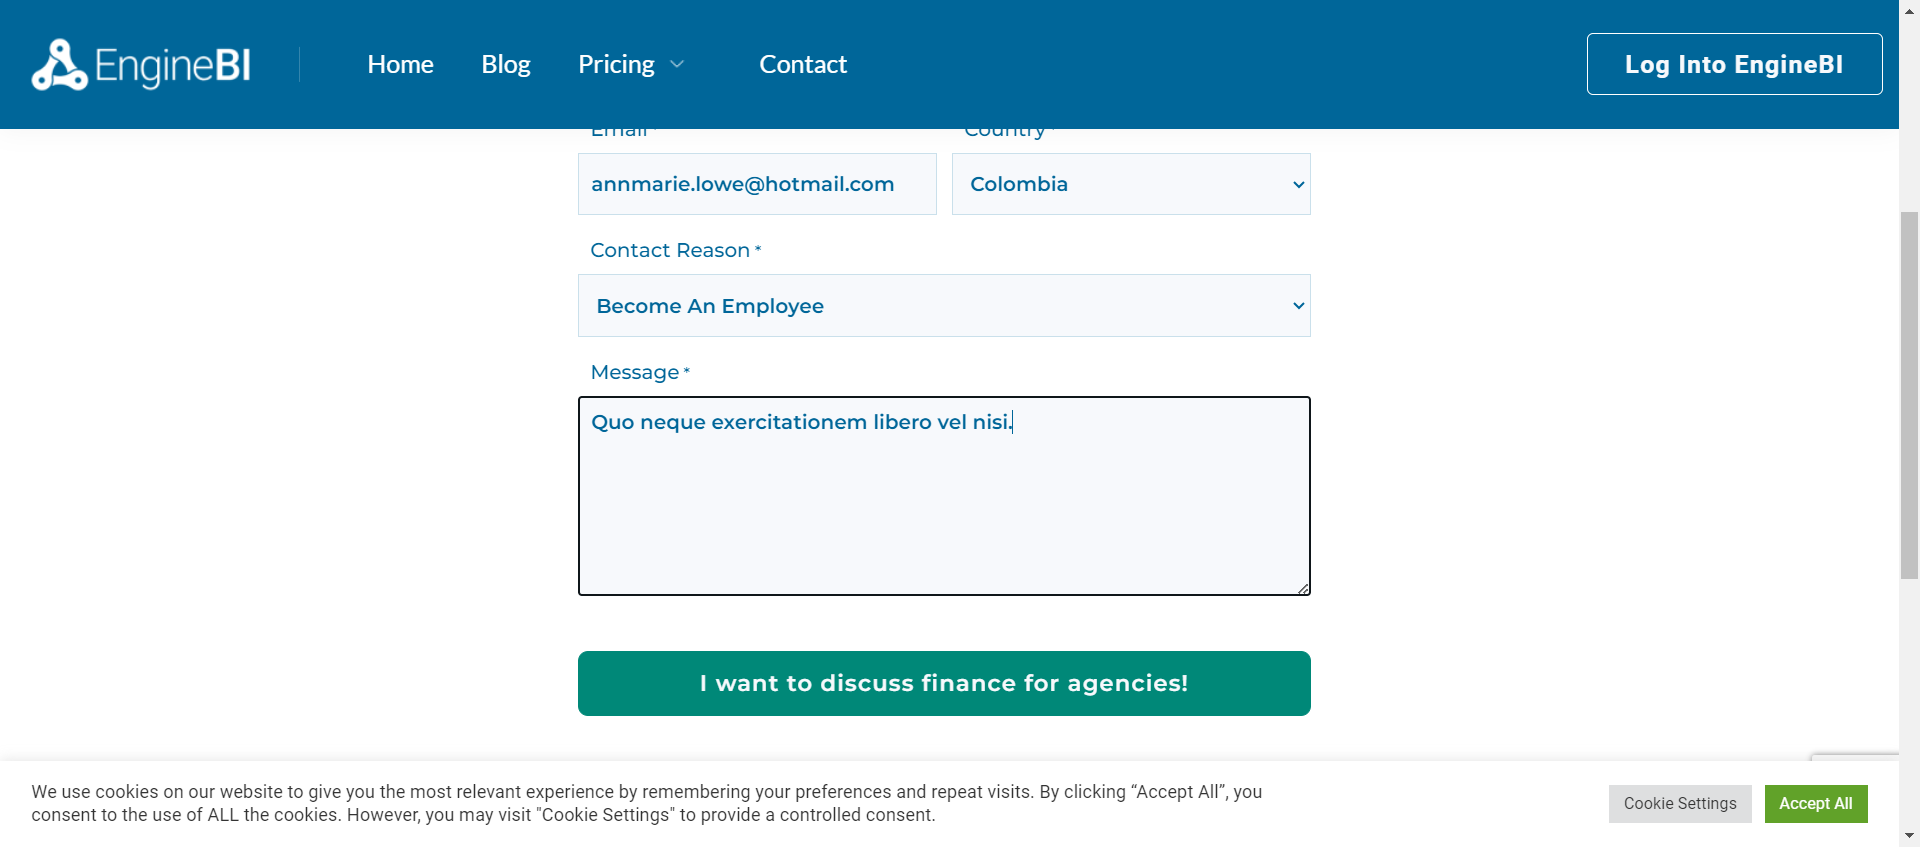 EngineBI
Home
Blog
Pricing
Contact
Log Into EngineBI
Email *
Country *
annmarie.lowe@hotmail.com
Colombia
Contact Reason *
Become An Employee
Message *
Quo neque exercitationem libero vel nisi.
I want to discuss finance for agencies!
We use cookies on our website to give you the most relevant experience by remembering your preferences and repeat visits. By clicking “Accept All”, you
consent to the use of ALL the cookies. However, you may visit "Cookie Settings" to provide a controlled consent.
Cookie Settings
Accept All